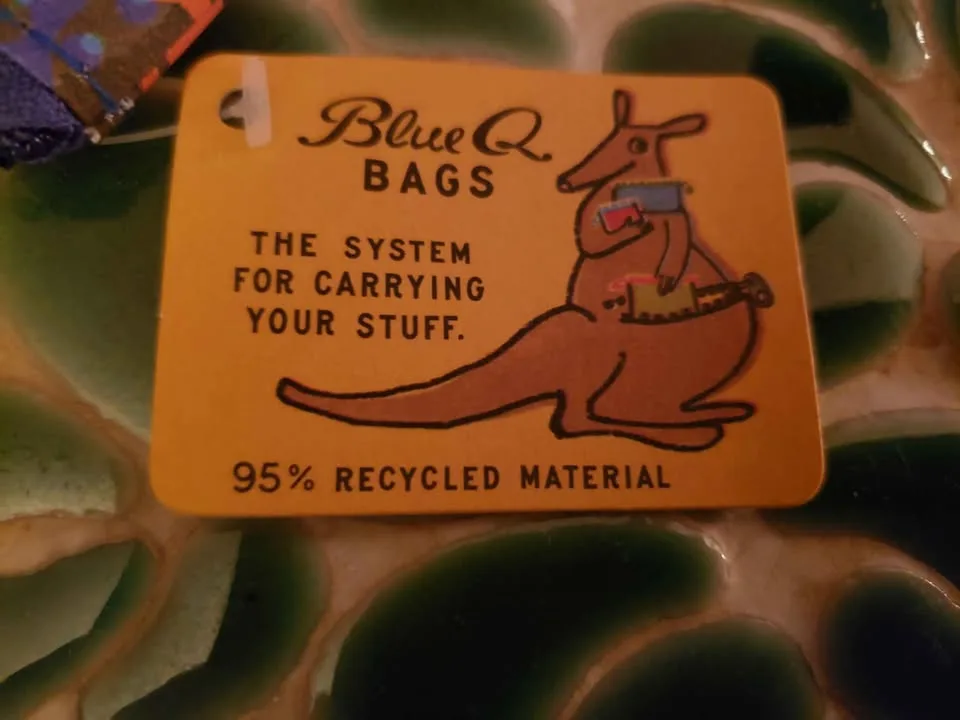 Blue Q
BAGS
THE SYSTEM
FOR CARRYING
YOUR STUFF.
95% RECYCLED MATERIAL